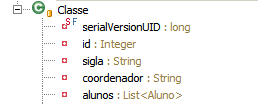 Classe
serialVersionUID : long
id : Integer
sigla : String
coordenador : String
alunos : List<Aluno>